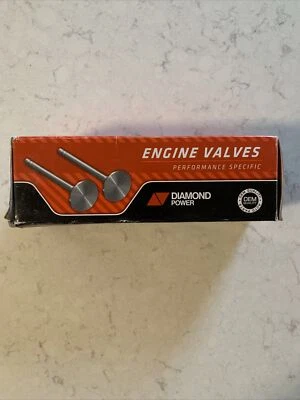 ENGINE VALVES
PERFORMANCE SPECIFIC
DIAMOND
POWER
OEM